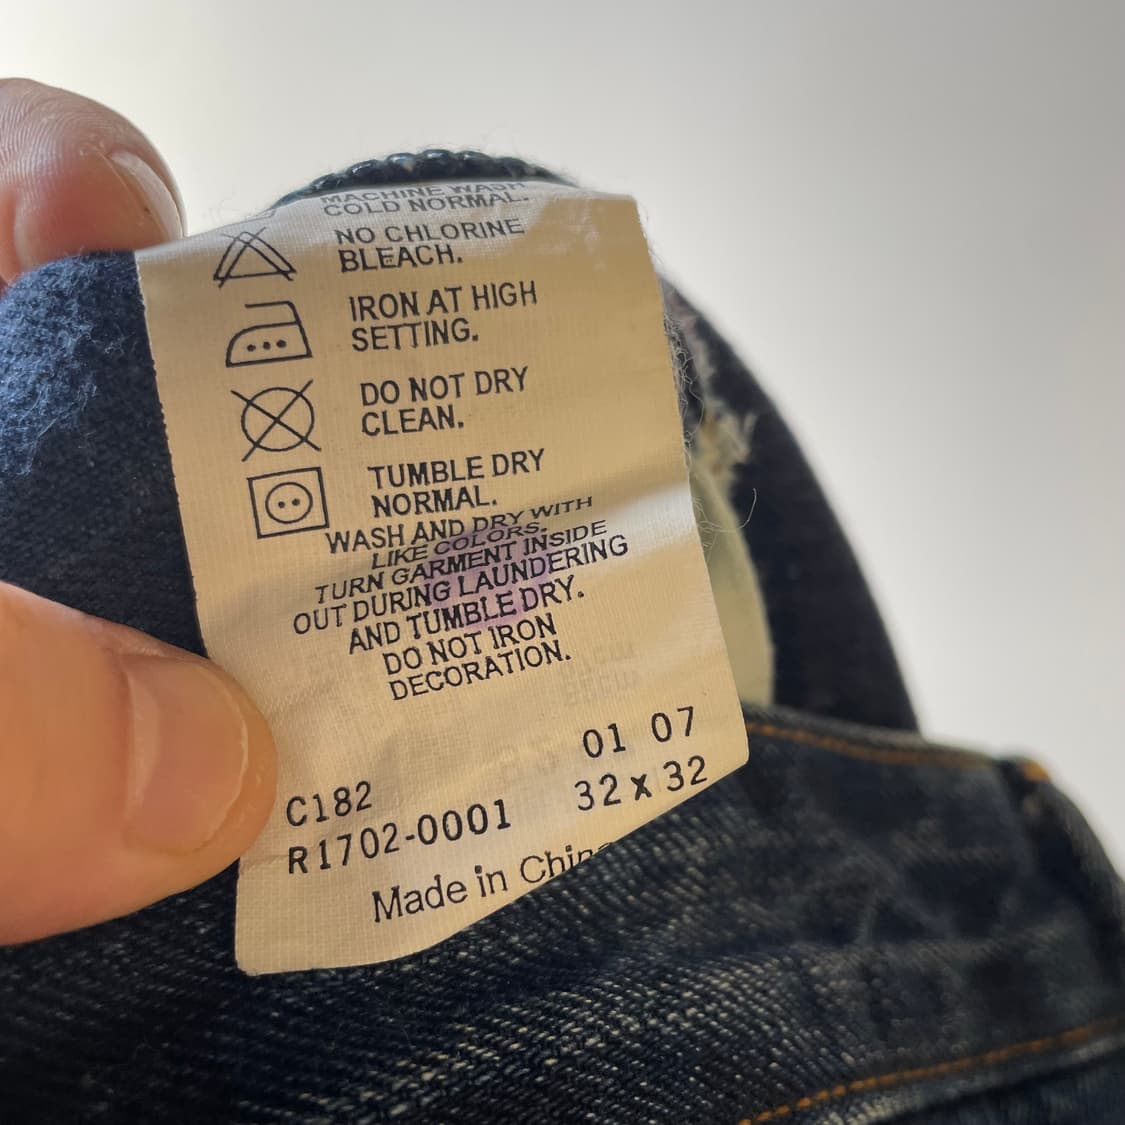 MACHINE WASH
COLD NORMAL.
NO CHLORINE
BLEACH.
IRON AT HIGH
SETTING.
DO NOT DRY
CLEAN.
TUMBLE DRY
NORMAL.
WASH AND DRY WITH
LIKE COLORS.
TURN GARMENT INSIDE
OUT DURING LAUNDERING
AND TUMBLE DRY.
DO NOT IRON
DECORATION.
01 07
C182 32 x 32
R1702-0001
Made in